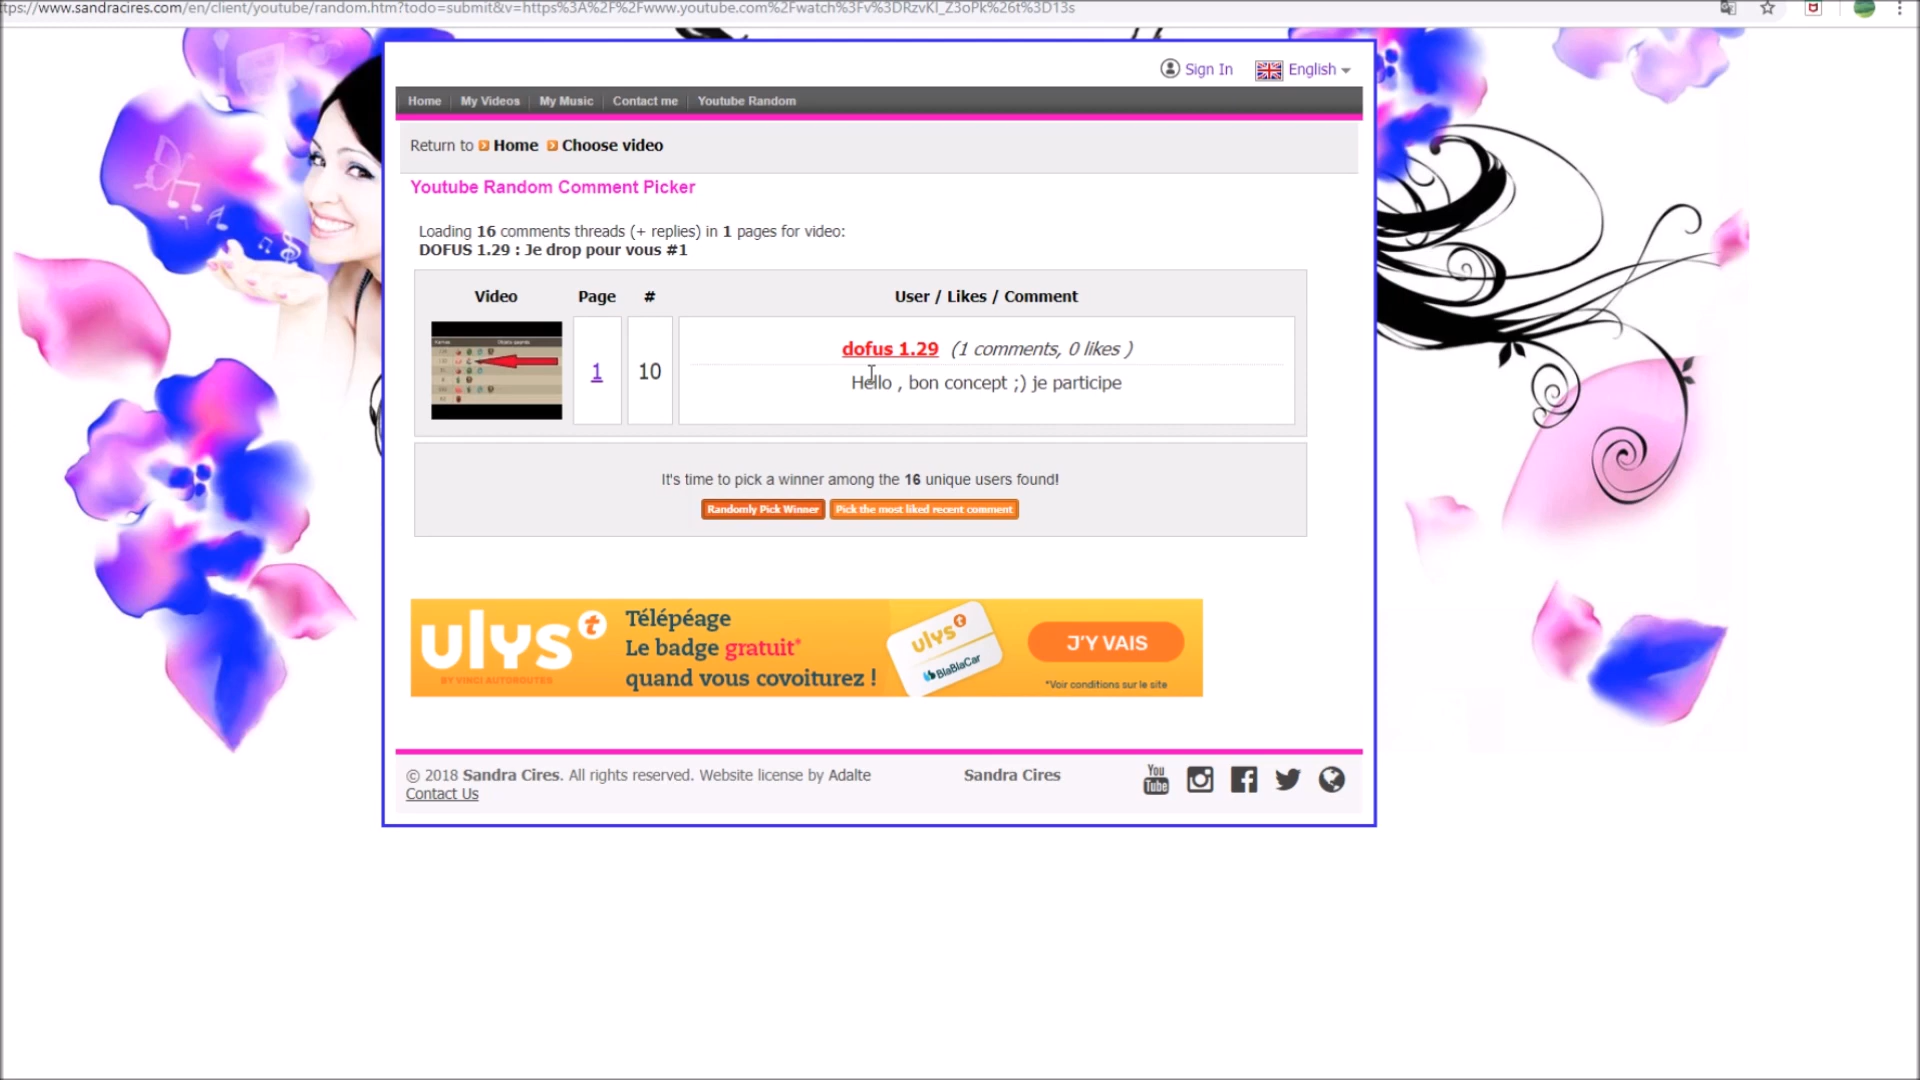 tps://www.sandracires.com/en/client/youtube/random.htm?todo=submit&v=https%3A%2F%2Fwww.youtube.com%2Fwatch%3Fv%3DRzvKl_Z3oPk%26t%3D13s
Sign In English
Home My Videos My Music Contact me Youtube Random
Return to Home Choose video
Youtube Random Comment Picker
Loading 16 comments threads (+ replies) in 1 pages for video:
DOFUS 1.29 : Je drop pour vous #1
Video Page # User / Likes / Comment
dofus 1.29 (1 comments, 0 likes )
1 10
Hello , bon concept ;) je participe
It's time to pick a winner among the 16 unique users found!
Randomly Pick Winner Pick the most liked recent comment
ulys t
BY VINCI AUTOROUTES
Télépéage
Le badge gratuit*
quand vous covoiturez !
ulys t
BlaBlaCar
J'Y VAIS
*Voir conditions sur le site
© 2018 Sandra Cires. All rights reserved. Website license by Adalte
Contact Us
Sandra Cires
You
Tube